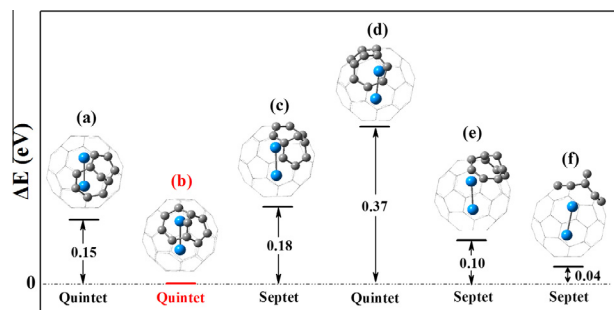 (d)
(a)
(c)
(e)
(b)
(f)
ΔE (eV)
0.37
0.15
0.18
0.10
0.04
0
Quintet
Quintet
Septet
Quintet
Septet
Septet